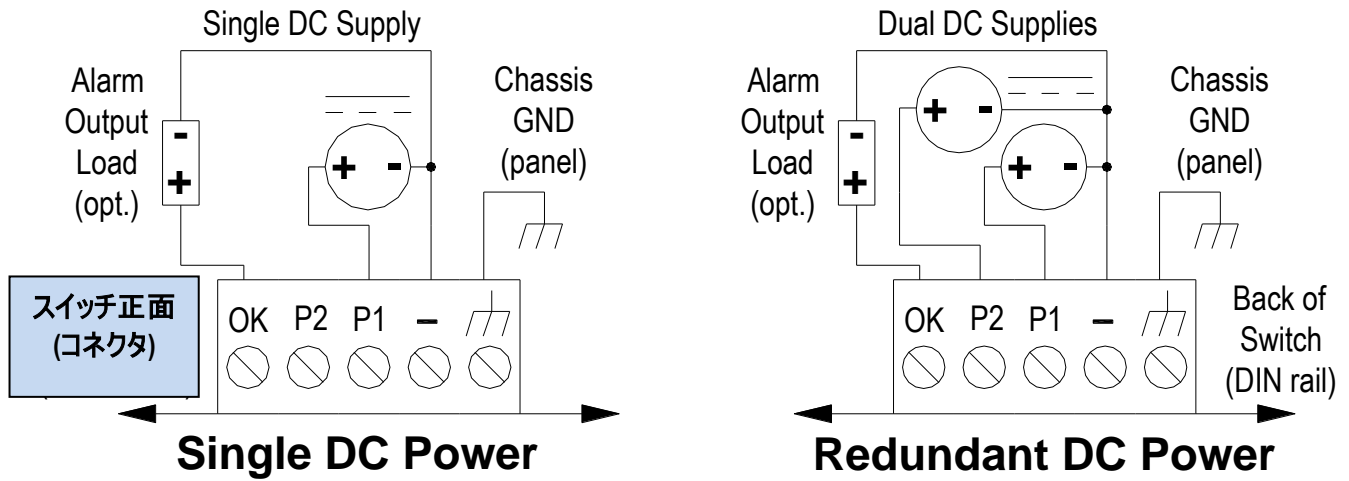 Single DC Supply
Alarm
Output
Load
(opt.)
-
+
+ -
Chassis
GND
(panel)
スイッチ正面
(コネクタ)
OK P2 P1 –
Single DC Power
Dual DC Supplies
Alarm
Output
Load
(opt.)
-
+
+ -
+ -
Chassis
GND
(panel)
OK P2 P1 –
Back of
Switch
(DIN rail)
Redundant DC Power